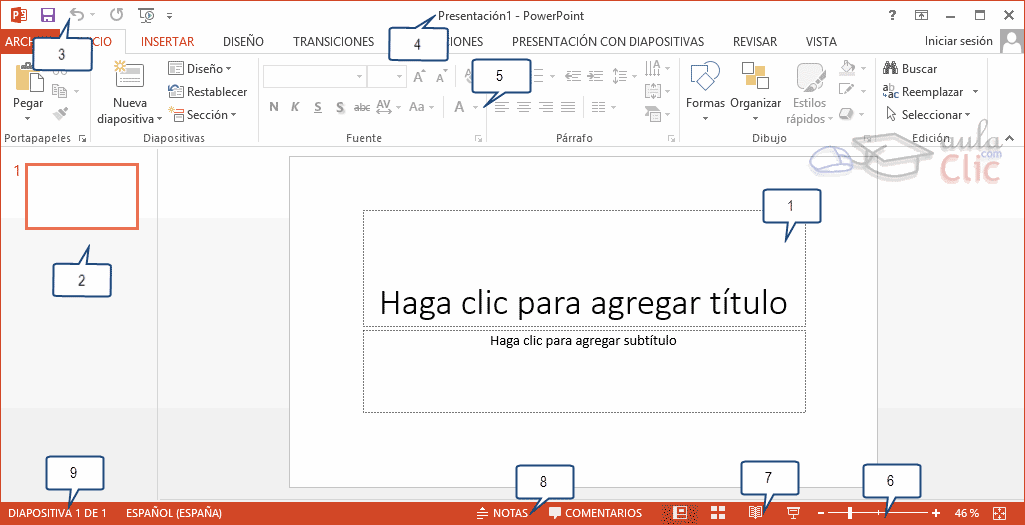 Presentación1 - PowerPoint
?
Iniciar sesión
ARCH
CIO
INSERTAR
DISEÑO
TRANSICIONES
CIONES
PRESENTACIÓN CON DIAPOSITIVAS
REVISAR
VISTA
3
4
5
Pegar
Portapapeles
Nueva
diapositiva
Diseño
Restablecer
Sección
Diapositivas
N K S S abc AV Aa A
Fuente
Párrafo
Formas
Organizar
Estilos
rápidos
Dibujo
Buscar
Reemplazar
Seleccionar
Edición
aula
.com
Clic
1
1
2
Haga clic para agregar título
Haga clic para agregar subtítulo
9
8
7
6
DIAPOSITIVA 1 DE 1
ESPAÑOL (ESPAÑA)
NOTAS
COMENTARIOS
46 %